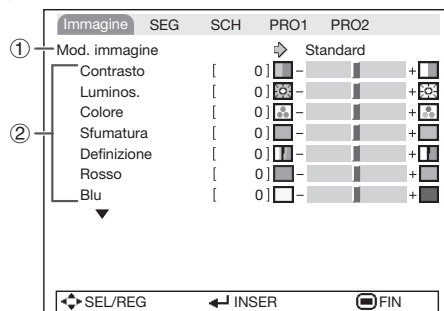 Immagine SEG SCH PRO1 PRO2
① Mod. immagine Standard
② Contrasto [ 0 ] - +
Luminos. [ 0 ] - +
Colore [ 0 ] - +
Sfumatura [ 0 ] - +
Definizione [ 0 ] - +
Rosso [ 0 ] - +
Blu [ 0 ] - +
SEL/REG INSER FIN